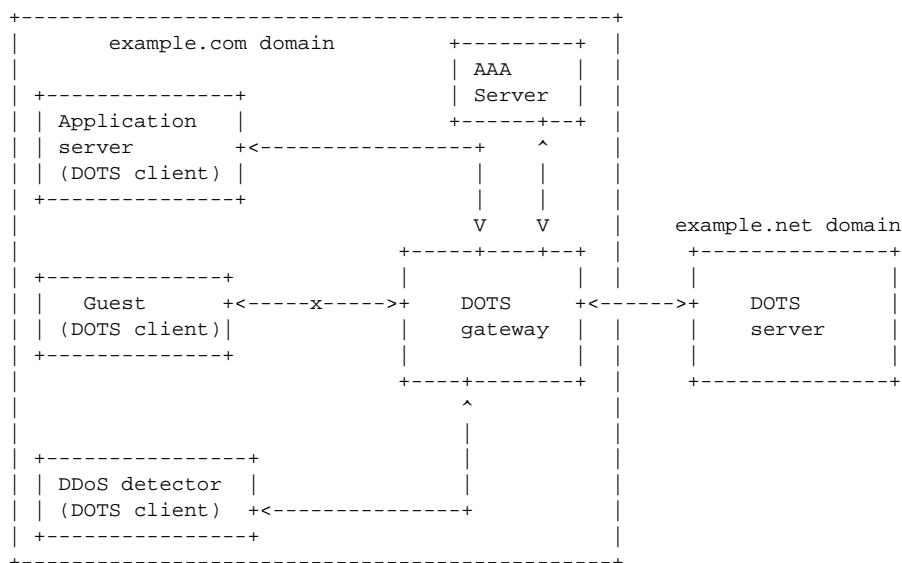 example.com domain
AAA
Server
Application
server
(DOTS client)
example.net domain
Guest
(DOTS client)
x
DOTS
gateway
DOTS
server
DDoS detector
(DOTS client)
V V